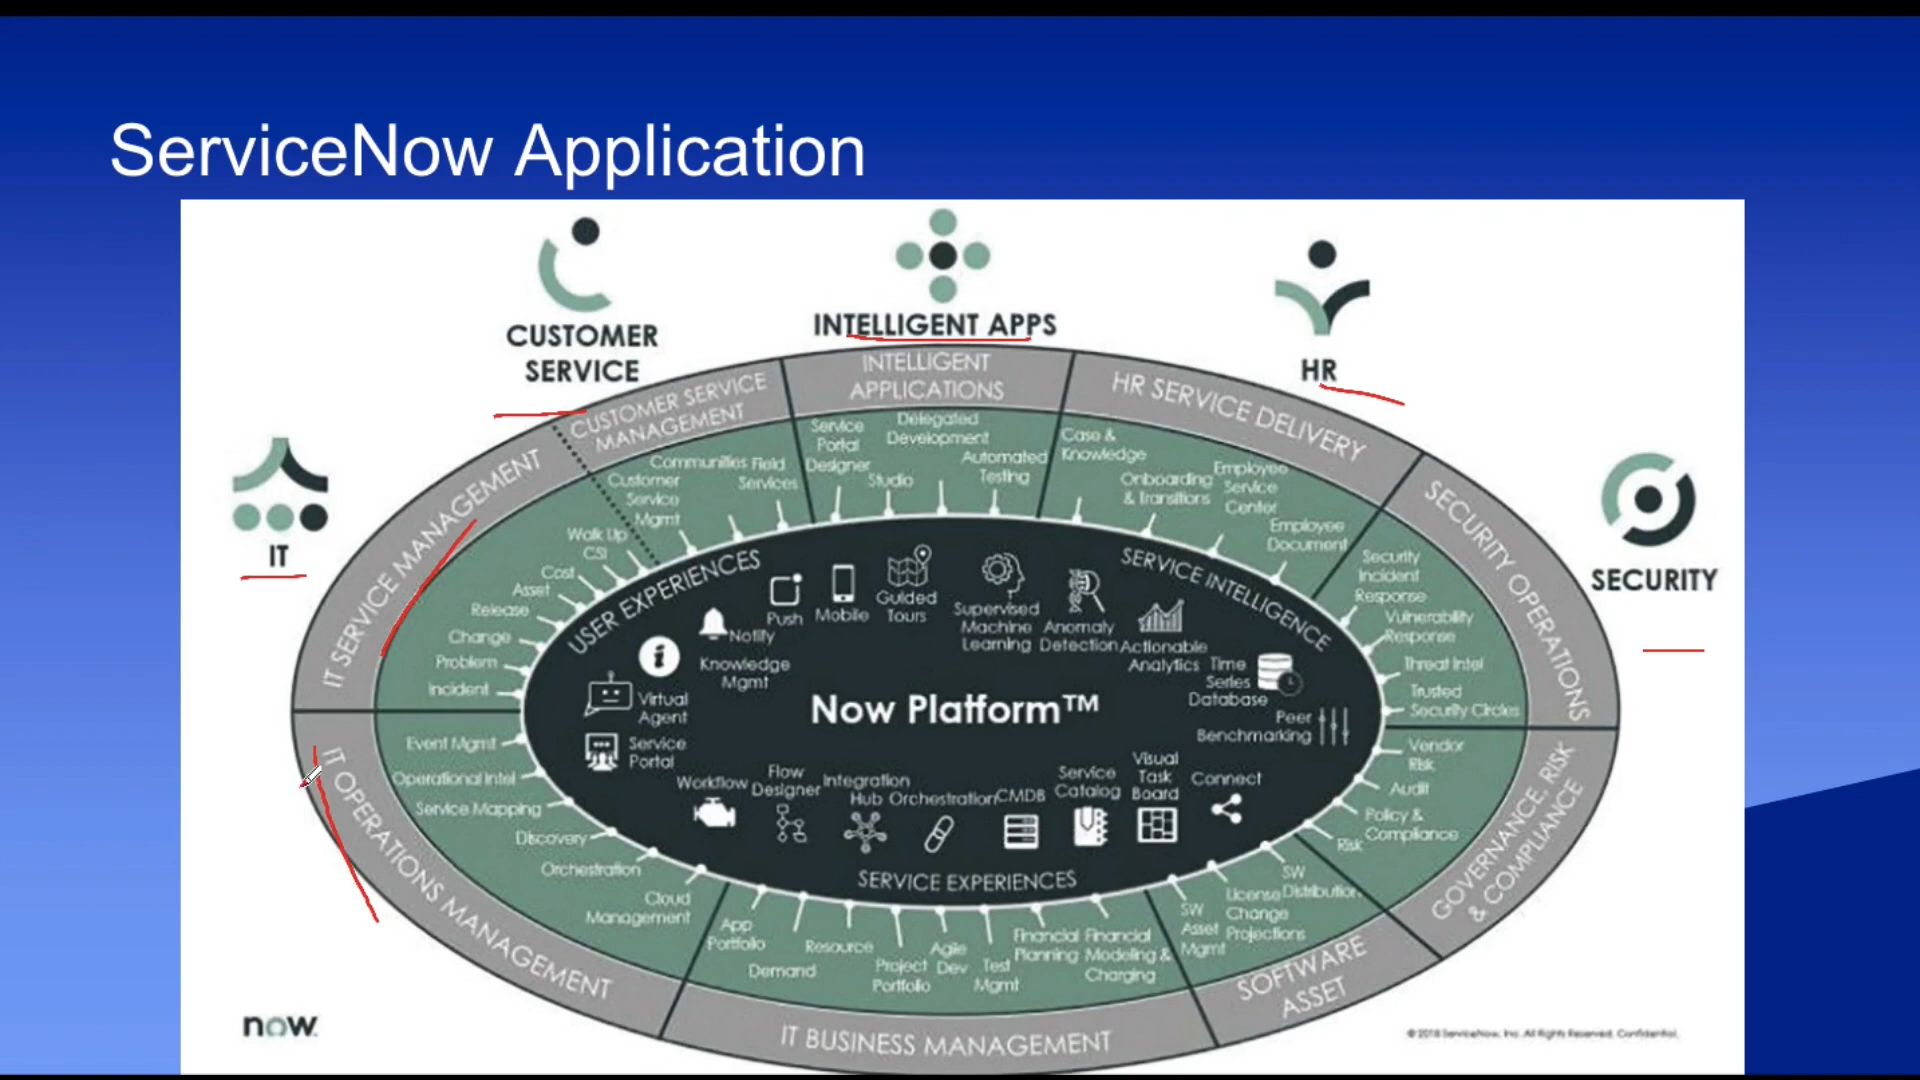 ServiceNow Application
CUSTOMER
SERVICE
INTELLIGENT APPS
HR
IT
SECURITY
IT SERVICE MANAGEMENT
CUSTOMER SERVICE
MANAGEMENT
INTELLIGENT
APPLICATIONS
HR SERVICE DELIVERY
SECURITY OPERATIONS
GOVERNANCE, RISK
& COMPLIANCE
SOFTWARE
ASSET
IT BUSINESS MANAGEMENT
IT OPERATIONS MANAGEMENT
Incident
Problem
Change
Release
Asset
Cost
CSI
Walk Up
Customer
Service
Mgmt
Communities
Field
Services
Service
Portal
Designer
Studio
Delegated
Development
Automated
Testing
Case &
Knowledge
Onboarding
& Transitions
Employee
Service
Center
Employee
Document
Security
Incident
Response
Vulnerability
Response
Threat Intel
Trusted
Security Circles
Vendor
Risk
Audit
Policy &
Compliance
Risk
SW
Distribution
License
Change
Projections
SW
Asset
Mgmt
Financial
Modeling &
Charging
Financial
Planning
Test
Mgmt
Agile
Dev
Project
Portfolio
Resource
Demand
App
Portfolio
Cloud
Management
Orchestration
Discovery
Service Mapping
Operational Intel
Event Mgmt
USER EXPERIENCES
Push
Mobile
Guided
Tours
Notify
Knowledge
Mgmt
Virtual
Agent
Service
Portal
SERVICE INTELLIGENCE
Supervised
Machine
Learning
Anomaly
Detection
Actionable
Analytics
Time
Series
Database
Peer
Benchmarking
Now Platform™
Workflow
Flow
Designer
Integration
Hub
Orchestration
CMDB
Service
Catalog
Visual
Task
Board
Connect
SERVICE EXPERIENCES
now.
© 2018 ServiceNow, Inc. All Rights Reserved. Confidential.